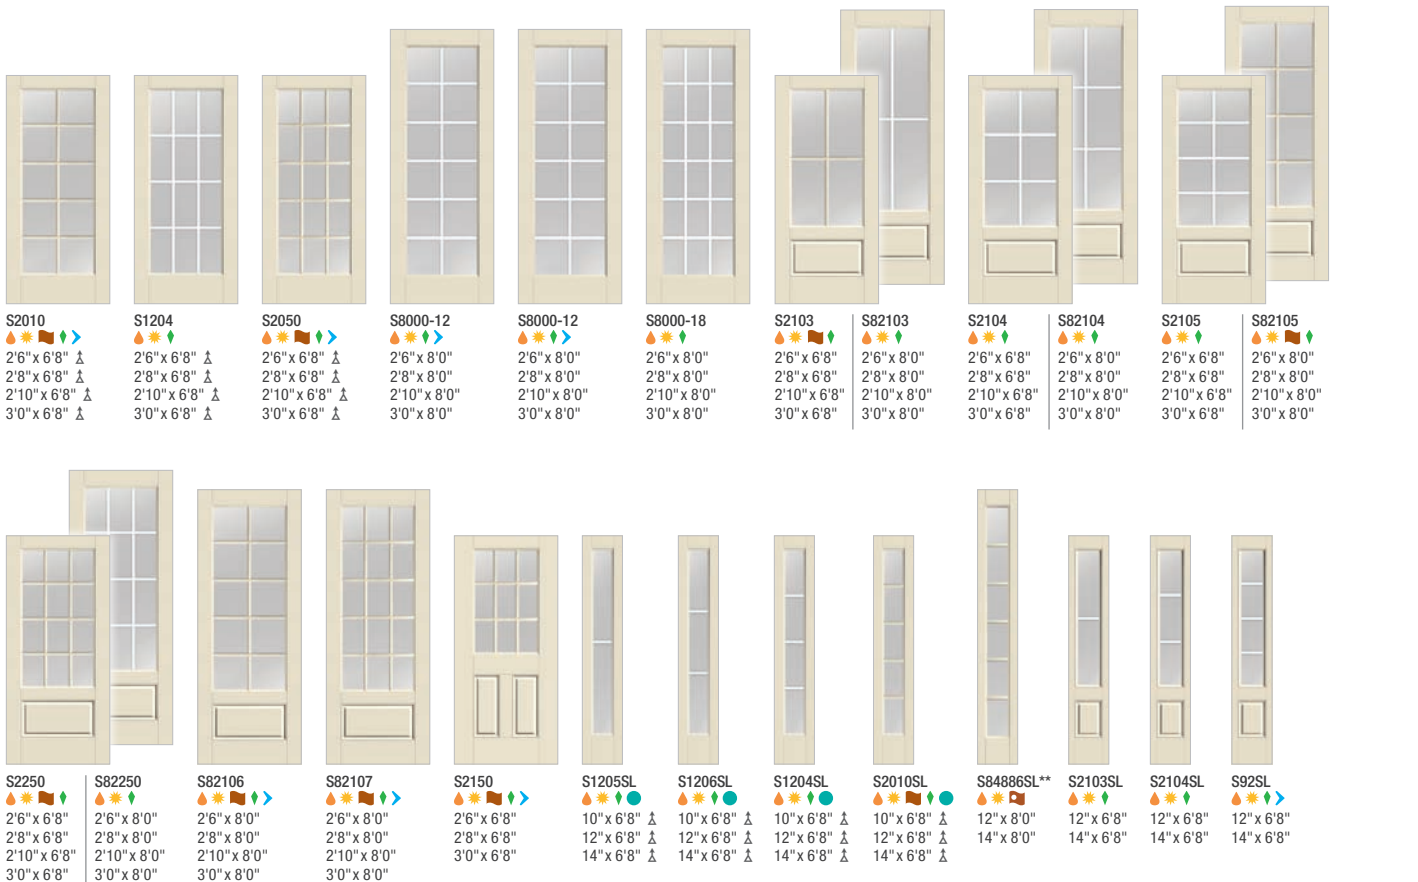 S2010
2'6" x 6'8"
2'8" x 6'8"
2'10" x 6'8"
3'0" x 6'8"
S1204
2'6" x 6'8"
2'8" x 6'8"
2'10" x 6'8"
3'0" x 6'8"
S2050
2'6" x 6'8"
2'8" x 6'8"
2'10" x 6'8"
3'0" x 6'8"
S8000-12
2'6" x 8'0"
2'8" x 8'0"
2'10" x 8'0"
3'0" x 8'0"
S8000-12
2'6" x 8'0"
2'8" x 8'0"
2'10" x 8'0"
3'0" x 8'0"
S8000-18
2'6" x 8'0"
2'8" x 8'0"
2'10" x 8'0"
3'0" x 8'0"
S2103
2'6" x 6'8"
2'8" x 6'8"
2'10" x 6'8"
3'0" x 6'8"
S82103
2'6" x 8'0"
2'8" x 8'0"
2'10" x 8'0"
3'0" x 8'0"
S2104
2'6" x 6'8"
2'8" x 6'8"
2'10" x 6'8"
3'0" x 6'8"
S82104
2'6" x 8'0"
2'8" x 8'0"
2'10" x 8'0"
3'0" x 8'0"
S2105
2'6" x 6'8"
2'8" x 6'8"
2'10" x 6'8"
3'0" x 6'8"
S82105
2'6" x 8'0"
2'8" x 8'0"
2'10" x 8'0"
3'0" x 8'0"
S2250
2'6" x 6'8"
2'8" x 6'8"
2'10" x 6'8"
3'0" x 6'8"
S82250
2'6" x 8'0"
2'8" x 8'0"
2'10" x 8'0"
3'0" x 8'0"
S82106
2'6" x 8'0"
2'8" x 8'0"
2'10" x 8'0"
3'0" x 8'0"
S82107
2'6" x 8'0"
2'8" x 8'0"
2'10" x 8'0"
3'0" x 8'0"
S2150
2'6" x 6'8"
2'8" x 6'8"
3'0" x 6'8"
S1205SL
10" x 6'8"
12" x 6'8"
14" x 6'8"
S1206SL
10" x 6'8"
12" x 6'8"
14" x 6'8"
S1204SL
10" x 6'8"
12" x 6'8"
14" x 6'8"
S2010SL
10" x 6'8"
12" x 6'8"
14" x 6'8"
S84886SL**
12" x 8'0"
14" x 8'0"
S2103SL
12" x 6'8"
14" x 6'8"
S2104SL
12" x 6'8"
14" x 6'8"
S92SL
12" x 6'8"
14" x 6'8"